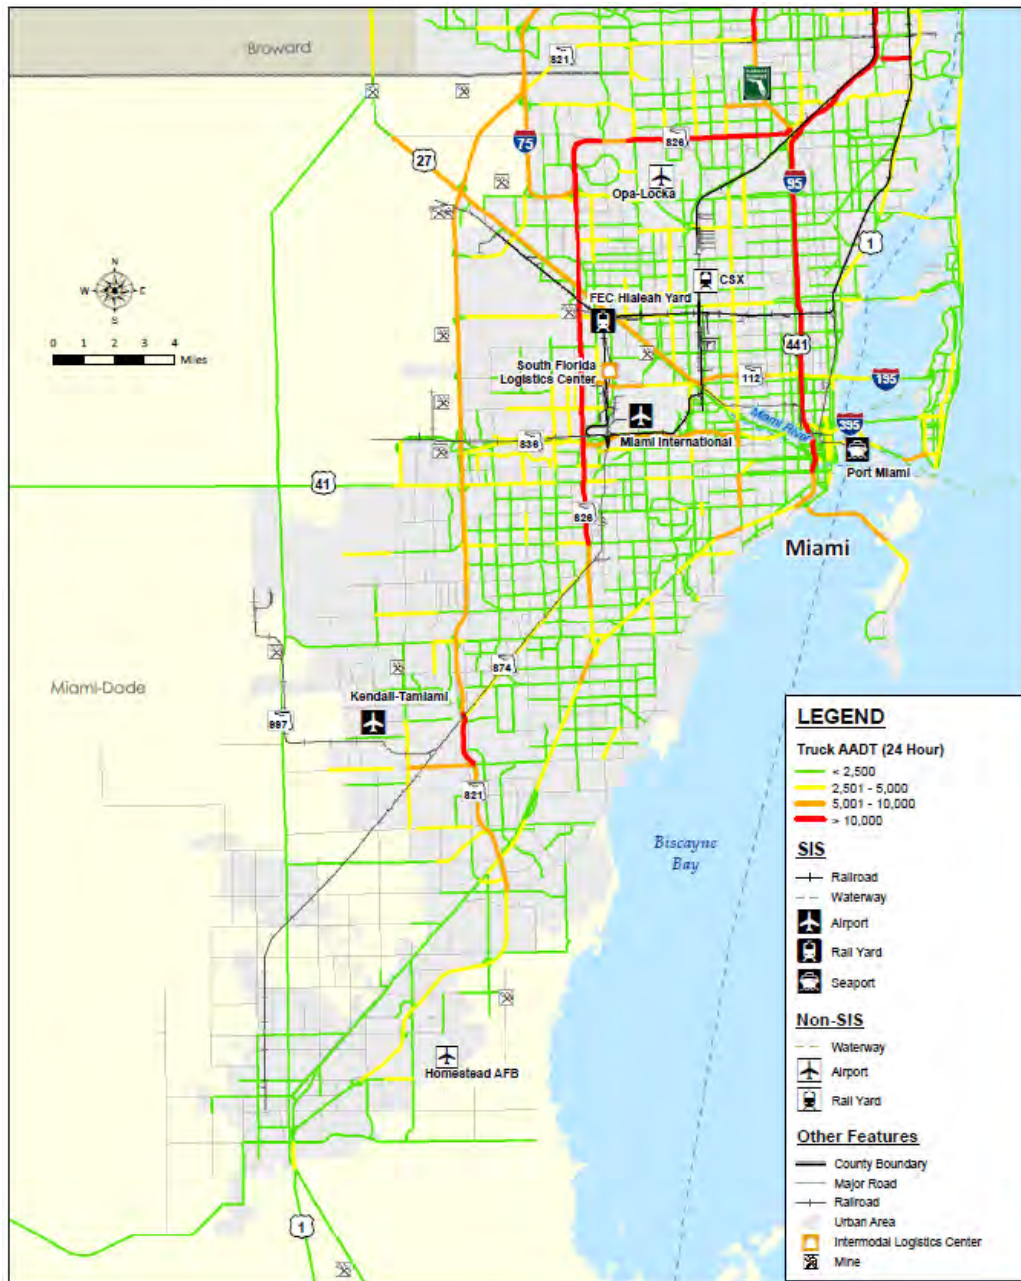 Broward
821
27
75
826
95
Opa-Locka
1
N
W E
S
CSX
FEC Hialeah Yard
0 1 2 3 4
Miles
441
South Florida
Logistics Center
112
195
Miami River
395
836
Miami International
Port Miami
41
826
Miami
874
Miami-Dade
Kendall-Tamiami
997
821
Biscayne
Bay
Homestead AFB
1
LEGEND
Truck AADT (24 Hour)
< 2,500
2,501 - 5,000
5,001 - 10,000
> 10,000
SIS
Railroad
Waterway
Airport
Rail Yard
Seaport
Non-SIS
Waterway
Airport
Rail Yard
Other Features
County Boundary
Major Road
Railroad
Urban Area
Intermodal Logistics Center
Mine